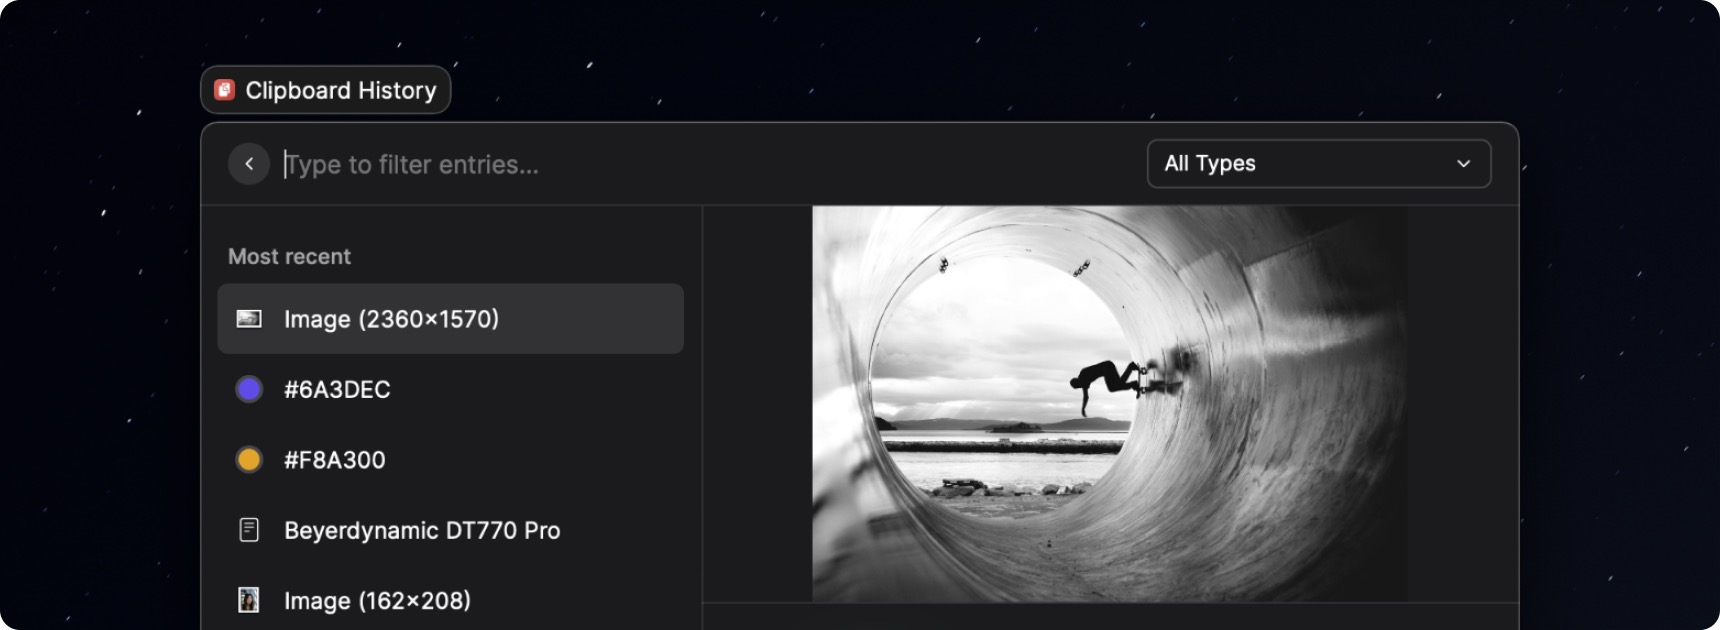 Clipboard History
Type to filter entries...
All Types
Most recent
Image (2360×1570)
#6A3DEC
#F8A300
Beyerdynamic DT770 Pro
Image (162×208)